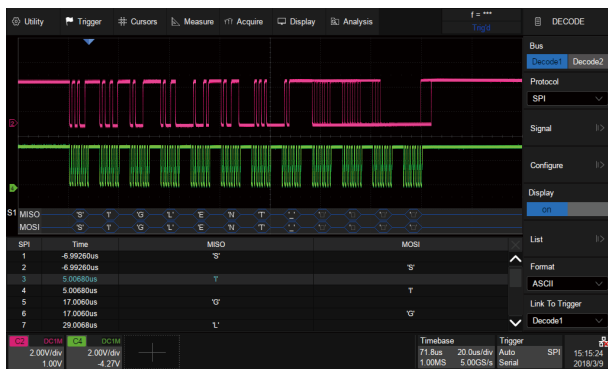 Utility Trigger Cursors Measure Acquire Display Analysis f = *** DECODE
Trig'd
Bus
Decode1 Decode2
Protocol
SPI
Signal
Configure
Display
on
List
Format
ASCII
Link To Trigger
Decode1
S1 MISO 'S' 'I' 'G' 'L' 'E' 'N' 'T'
MOSI 'S' 'I' 'G' 'L' 'E' 'N' 'T'
SPI Time MISO MOSI
1 -6.99260us 'S'
2 -6.99260us 'S'
3 5.00680us 'I'
4 5.00680us 'I'
5 17.0060us 'G'
6 17.0060us 'G'
7 29.0068us 'L'
C2 DC1M C4 DC1M Timebase Trigger
2.00V/div 2.00V/div 71.8us 20.0us/div Auto SPI 15:15:24
1.00V -4.27V 1.00MS 5.00GS/s Serial 2018/3/9